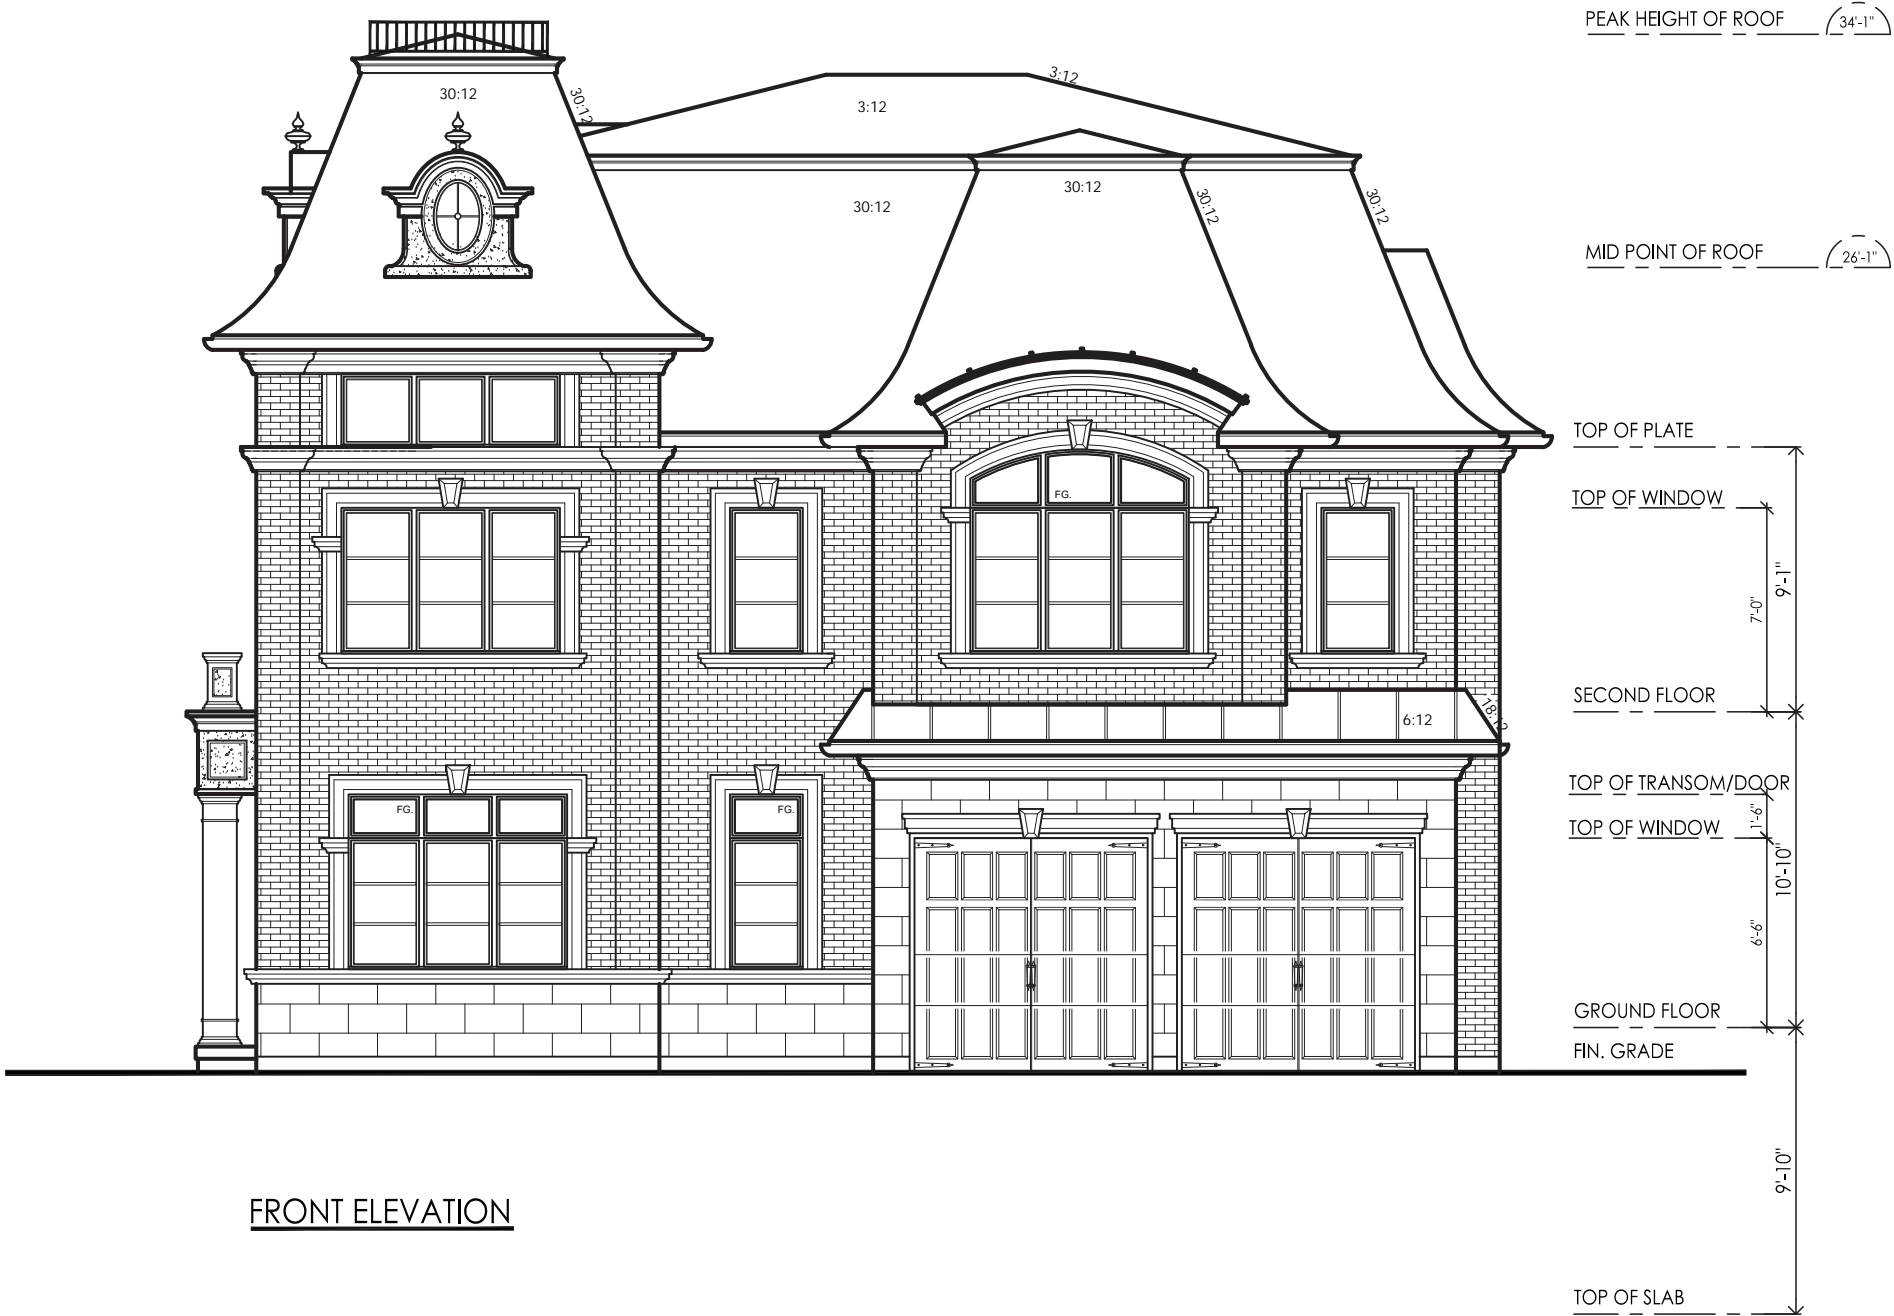 PEAK HEIGHT OF ROOF 34'-1"
3:12
30:12
30:12
3:12
30:12
30:12
30:12
30:12
MID POINT OF ROOF 26'-1"
TOP OF PLATE
FG.
TOP OF WINDOW
9'-1"
7'-0"
SECOND FLOOR
6:12
18:12
TOP OF TRANSOM/DOOR
FG.
FG.
1'-6"
TOP OF WINDOW
10'-10"
6'-6"
GROUND FLOOR
FIN. GRADE
9'-10"
FRONT ELEVATION
TOP OF SLAB